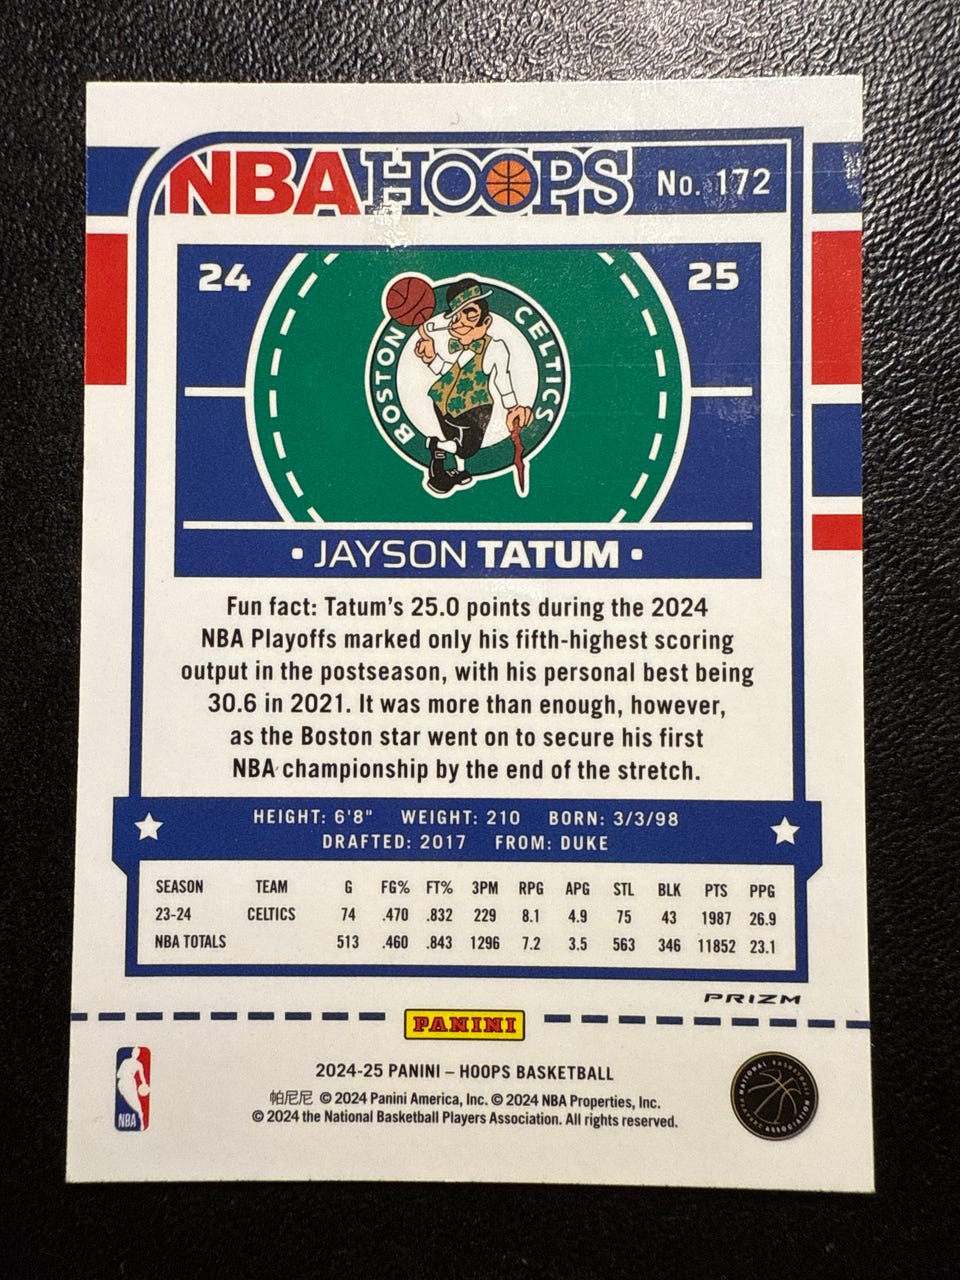 NBA HOOPS No. 172
24 25
BOSTON CELTICS
• JAYSON TATUM •
Fun fact: Tatum's 25.0 points during the 2024
NBA Playoffs marked only his fifth-highest scoring
output in the postseason, with his personal best being
30.6 in 2021. It was more than enough, however,
as the Boston star went on to secure his first
NBA championship by the end of the stretch.
HEIGHT: 6'8" WEIGHT: 210 BORN: 3/3/98
DRAFTED: 2017 FROM: DUKE
SEASON TEAM G FG% FT% 3PM RPG APG STL BLK PTS PPG
23-24 CELTICS 74 .470 .832 229 8.1 4.9 75 43 1987 26.9
NBA TOTALS 513 .460 .843 1296 7.2 3.5 563 346 11852 23.1
PRIZM
PANINI
2024-25 PANINI – HOOPS BASKETBALL
帕尼尼 © 2024 Panini America, Inc. © 2024 NBA Properties, Inc.
© 2024 the National Basketball Players Association. All rights reserved.
NBA
NATIONAL BASKETBALL
PLAYERS ASSOCIATION